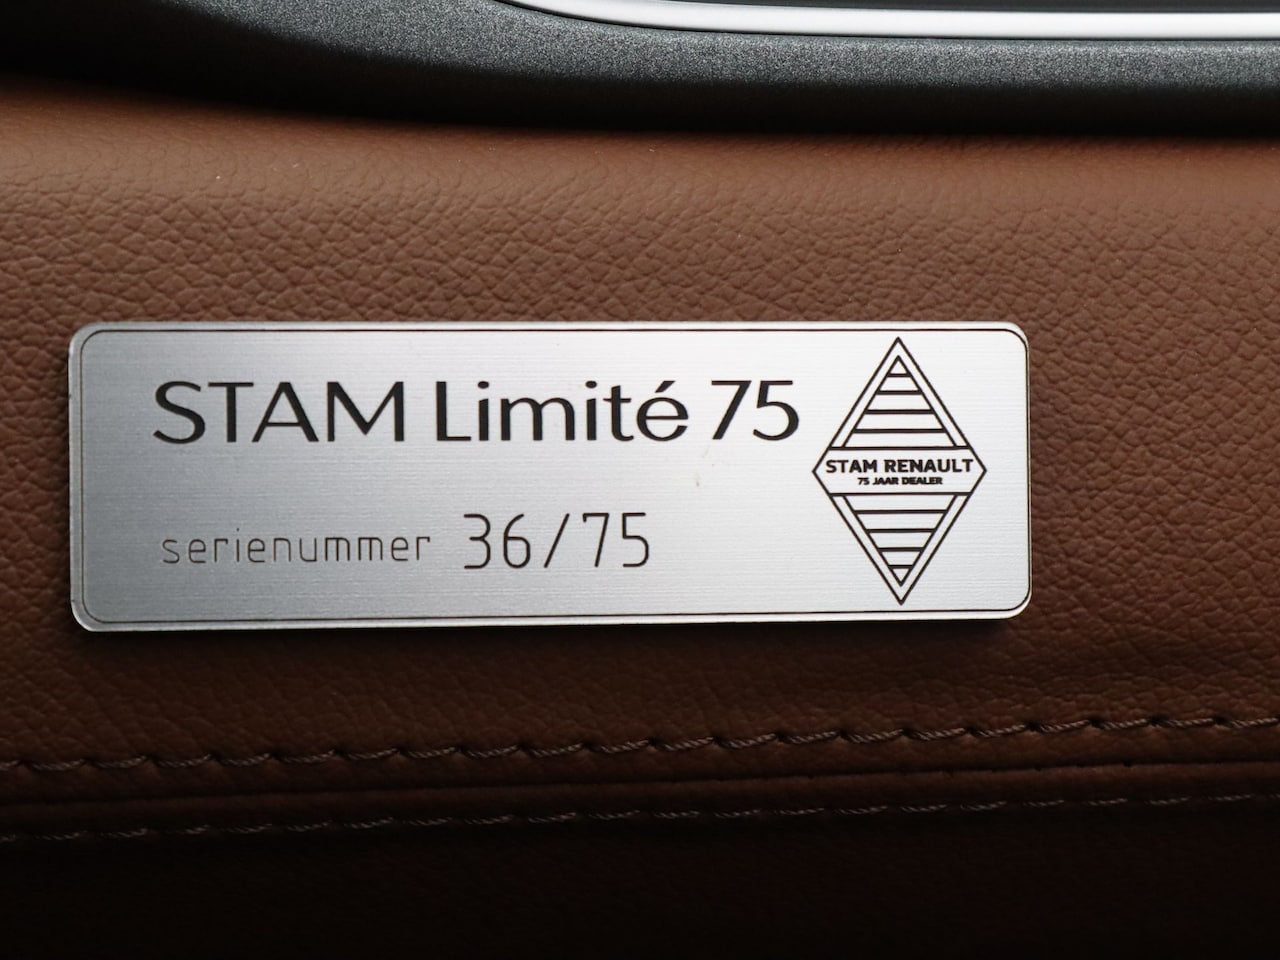 STAM Limité 75
serienummer 36/75
STAM RENAULT
75 JAAR DEALER